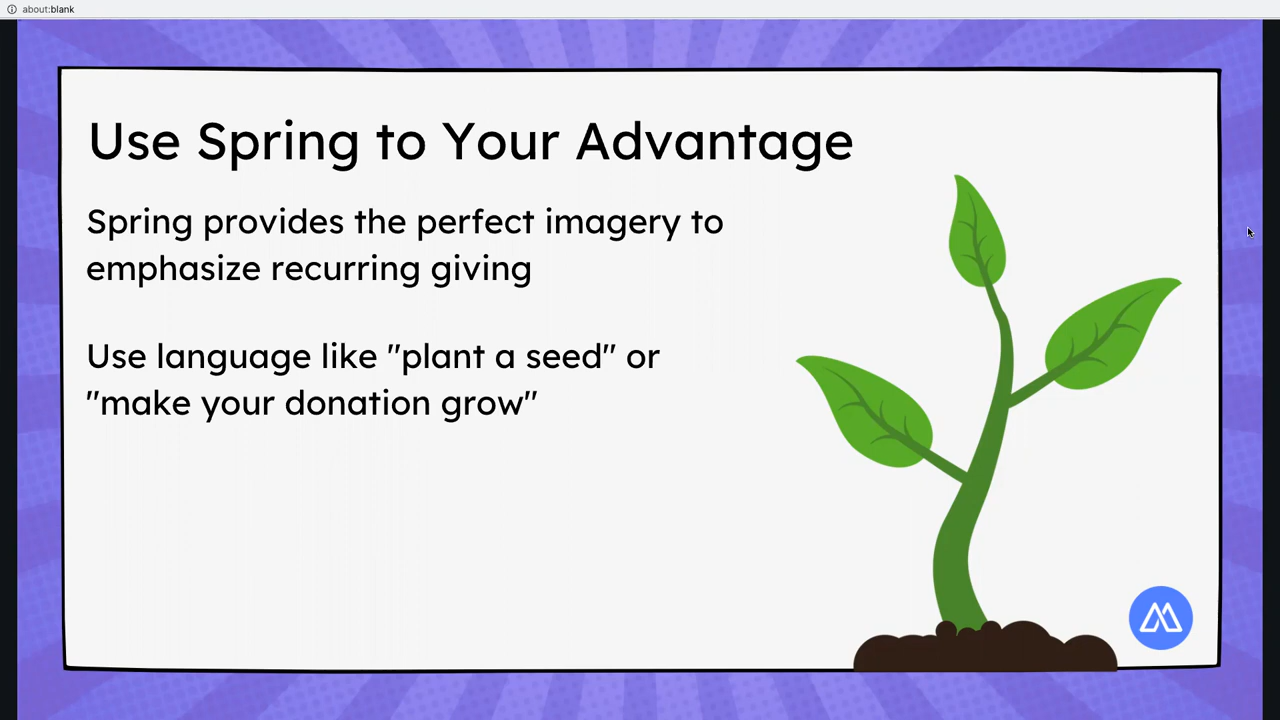 about:blank
Use Spring to Your Advantage
Spring provides the perfect imagery to
emphasize recurring giving
Use language like "plant a seed" or
"make your donation grow"